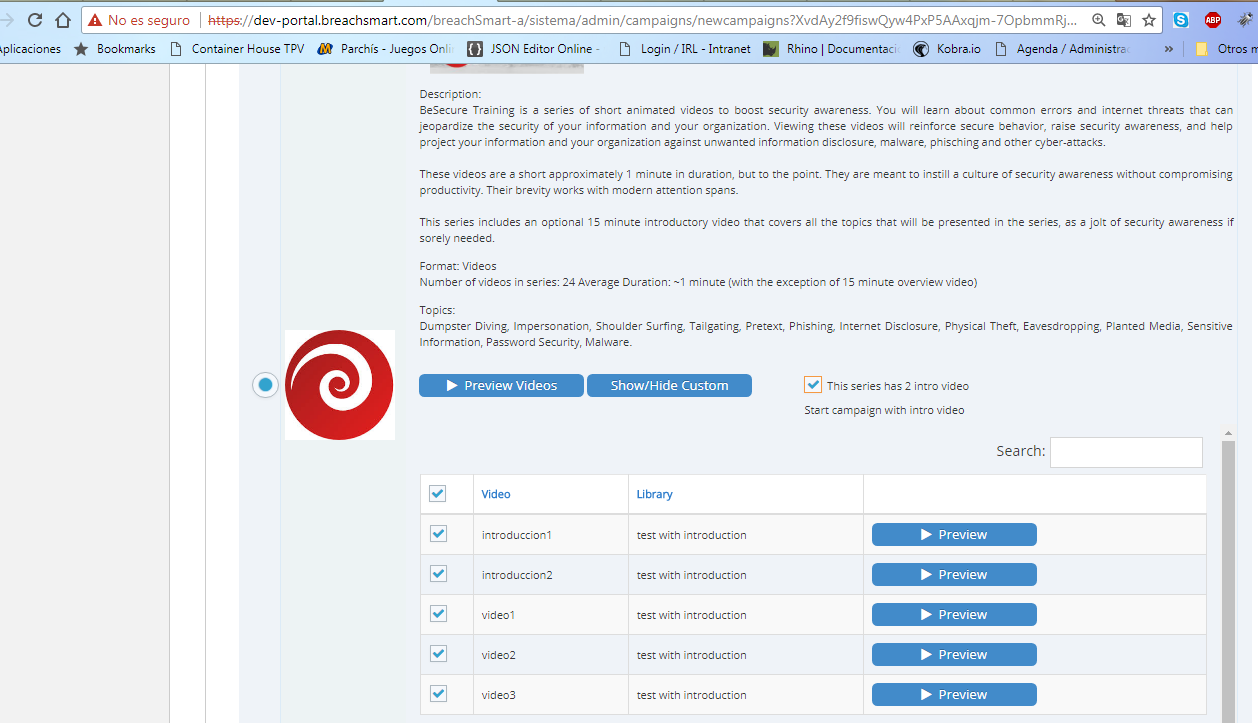 No es seguro https://dev-portal.breachsmart.com/breachSmart-a/sistema/admin/campaigns/newcampaigns?XvdAy2f9fiswQyw4PxP5AAxqjm-7OpbmmRj...
Aplicaciones Bookmarks Container House TPV Parchís - Juegos Onli JSON Editor Online - Login / IRL - Intranet Rhino | Documentaci Kobra.io Agenda / Administrac » Otros m
Description:
BeSecure Training is a series of short animated videos to boost security awareness. You will learn about common errors and internet threats that can
jeopardize the security of your information and your organization. Viewing these videos will reinforce secure behavior, raise security awareness, and help
project your information and your organization against unwanted information disclosure, malware, phisching and other cyber-attacks.
These videos are a short approximately 1 minute in duration, but to the point. They are meant to instill a culture of security awareness without compromising
productivity. Their brevity works with modern attention spans.
This series includes an optional 15 minute introductory video that covers all the topics that will be presented in the series, as a jolt of security awareness if
sorely needed.
Format: Videos
Number of videos in series: 24 Average Duration: ~1 minute (with the exception of 15 minute overview video)
Topics:
Dumpster Diving, Impersonation, Shoulder Surfing, Tailgating, Pretext, Phishing, Internet Disclosure, Physical Theft, Eavesdropping, Planted Media, Sensitive
Information, Password Security, Malware.
Preview Videos Show/Hide Custom This series has 2 intro video
Start campaign with intro video
Search:
Video Library
introduccion1 test with introduction Preview
introduccion2 test with introduction Preview
video1 test with introduction Preview
video2 test with introduction Preview
video3 test with introduction Preview